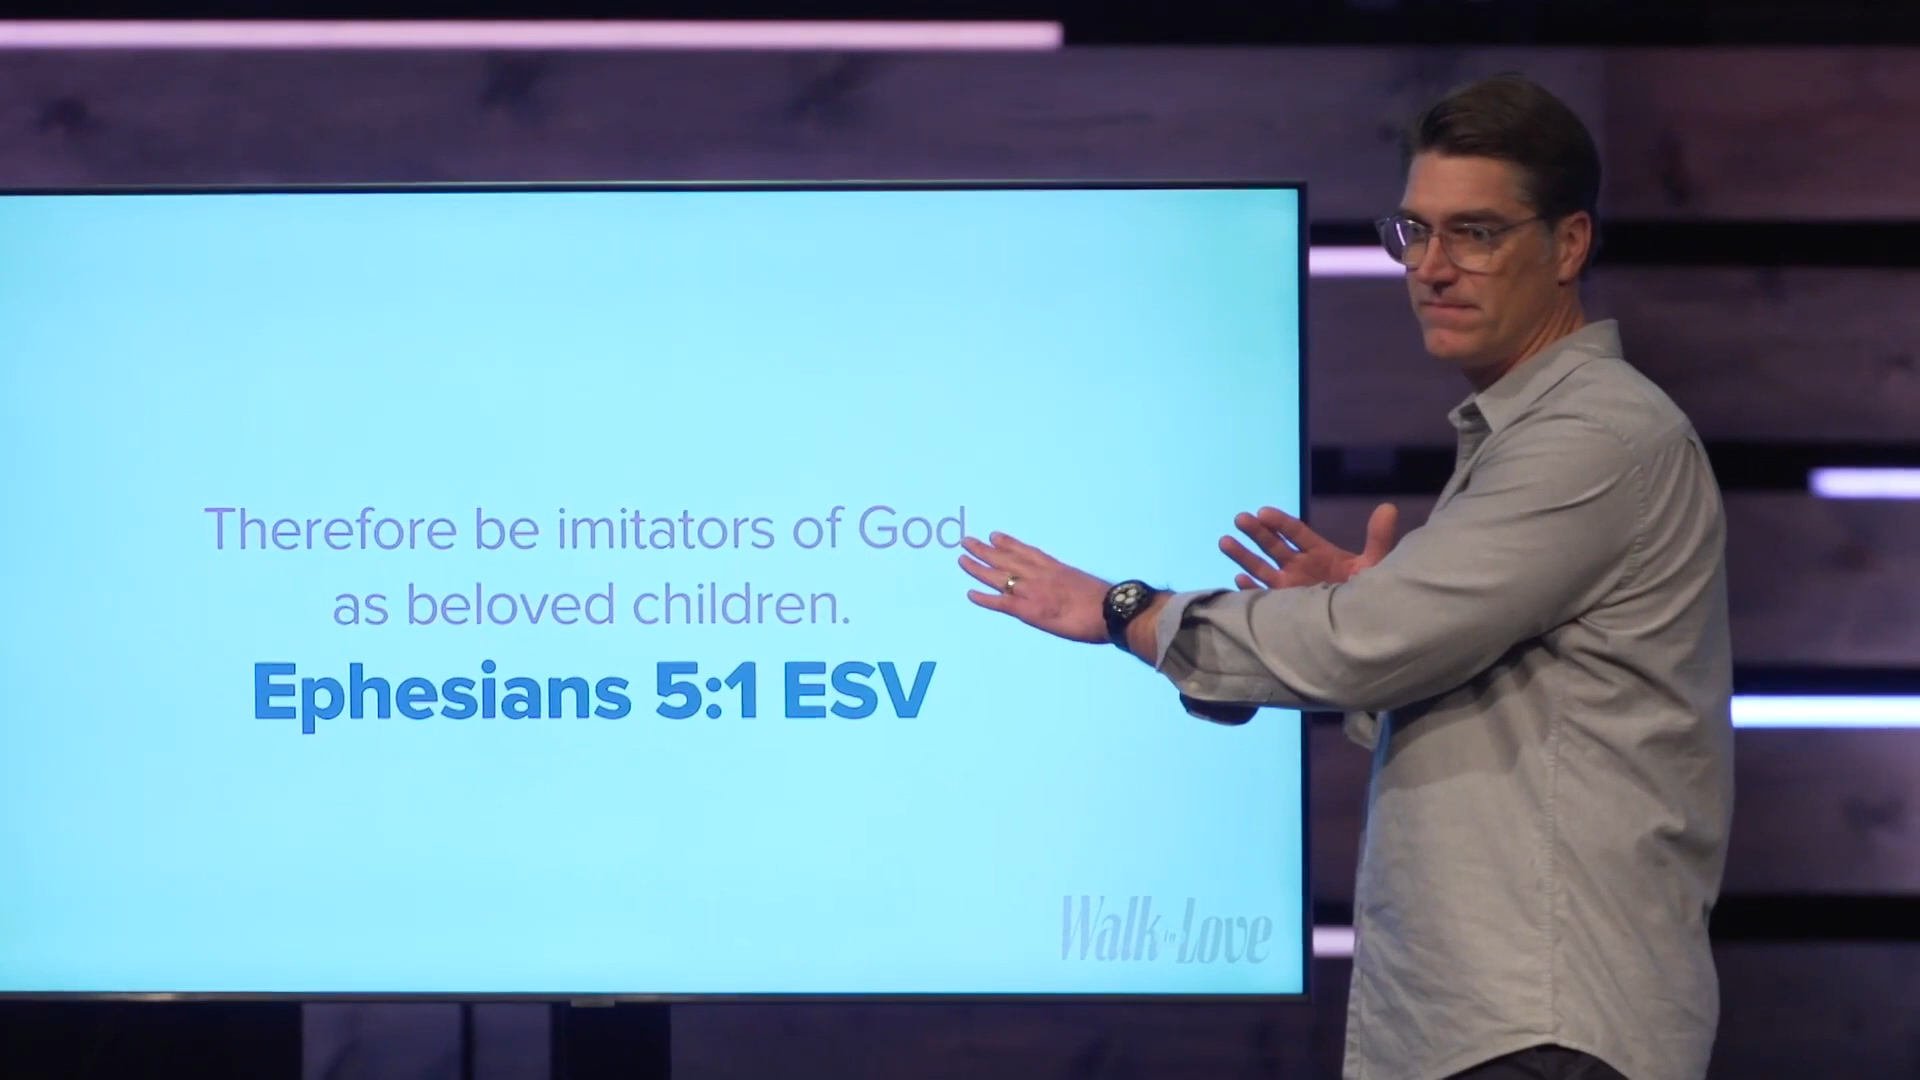 Therefore be imitators of God
as beloved children.
Ephesians 5:1 ESV
Walk in Love